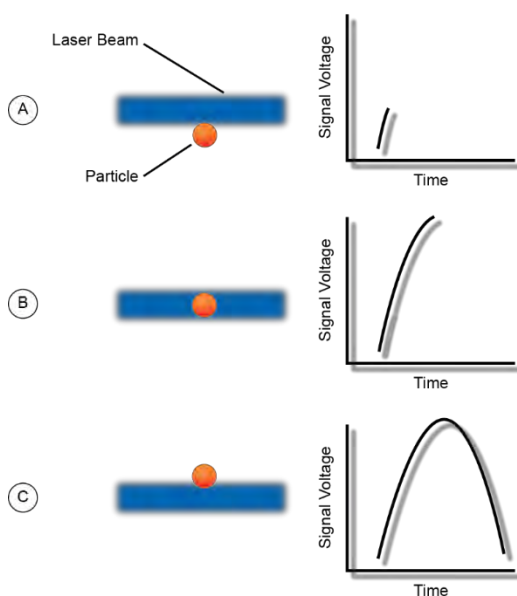 Laser Beam
A
Particle
Signal Voltage
Time
B
Signal Voltage
Time
C
Signal Voltage
Time